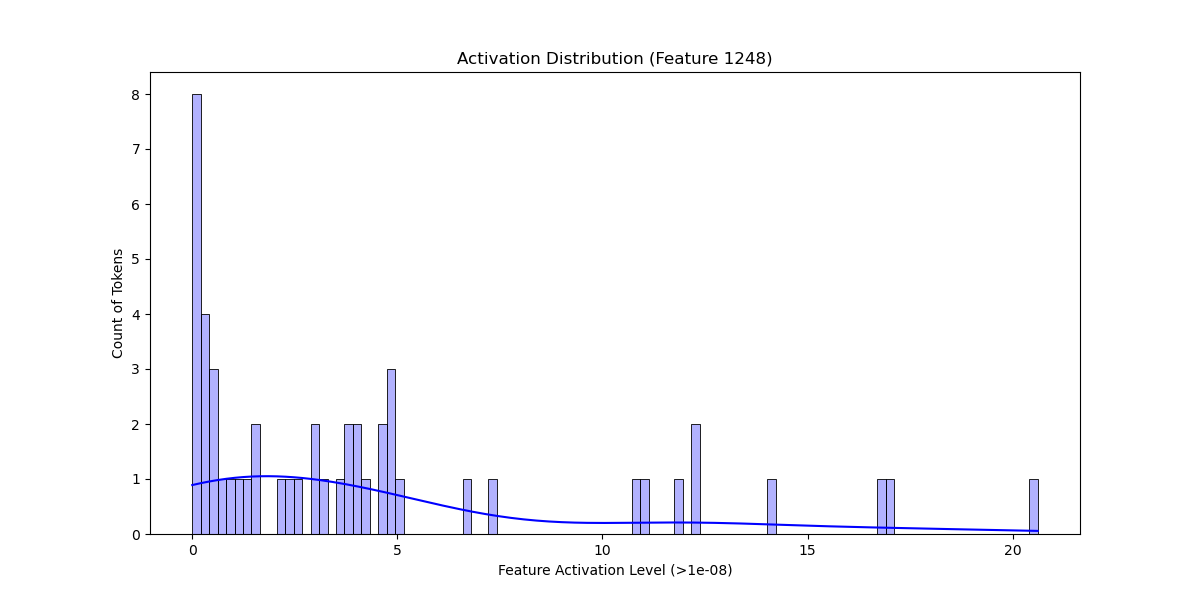 Activation Distribution (Feature 1248)
8
7
6
5
4
3
2
1
0
Count of Tokens
0 5 10 15 20
Feature Activation Level (>1e-08)